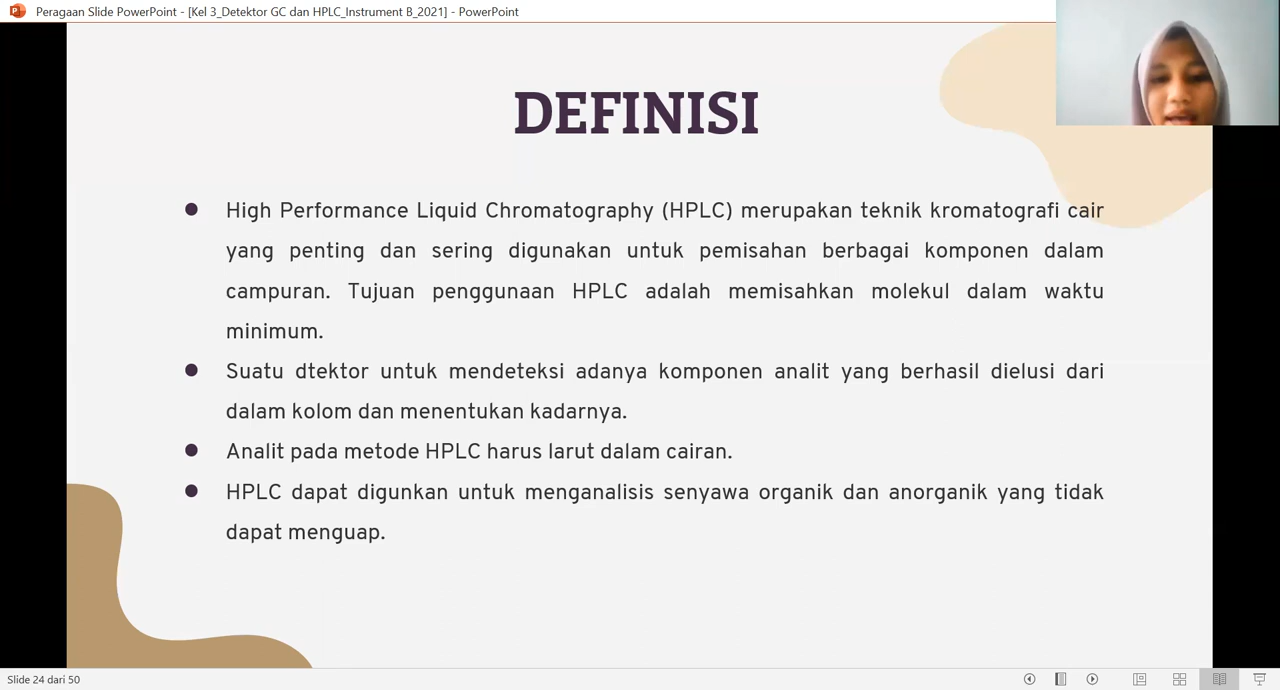 Peragaan Slide PowerPoint - [Kel 3_Detektor GC dan HPLC_Instrument B_2021] - PowerPoint
DEFINISI
High Performance Liquid Chromatography (HPLC) merupakan teknik kromatografi cair
yang penting dan sering digunakan untuk pemisahan berbagai komponen dalam
campuran. Tujuan penggunaan HPLC adalah memisahkan molekul dalam waktu
minimum.
Suatu dtektor untuk mendeteksi adanya komponen analit yang berhasil dielusi dari
dalam kolom dan menentukan kadarnya.
Analit pada metode HPLC harus larut dalam cairan.
HPLC dapat digunkan untuk menganalisis senyawa organik dan anorganik yang tidak
dapat menguap.
Slide 24 dari 50